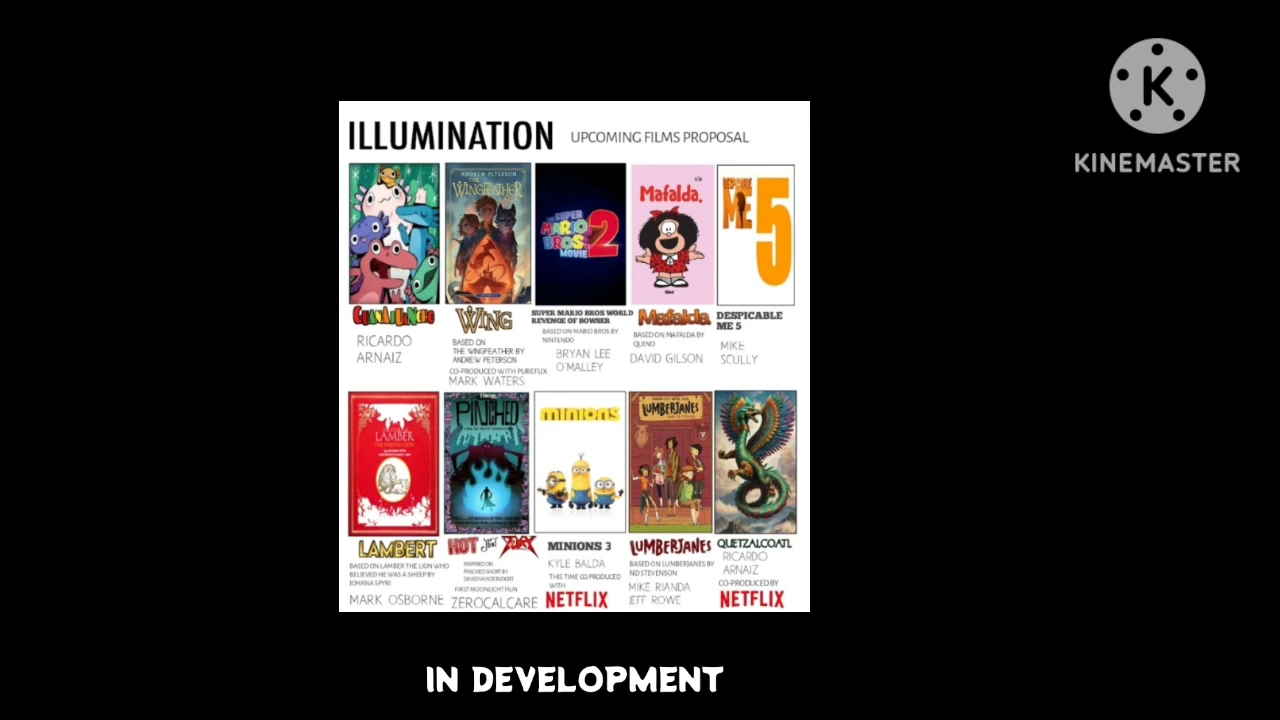 KINEMASTER
ILLUMINATION
UPCOMING FILMS PROPOSAL
ANDREW PETERSON
THE WINGFEATHER
THE SUPER
MARIO
BROS.
MOVIE
2
Mafalda.
DESPICABLE
ME
5
GUANAJUNCHO
RICARDO
ARNAIZ
WING
BASED ON
THE WINGFEATHER BY
ANDREW PETERSON
CO-PRODUCED WITH PUREFLIX
MARK WATERS
SUPER MARIO BROS WORLD
REVENGE OF BOWSER
BASED ON MARIO BROS BY
NINTENDO
BRYAN LEE
O'MALLEY
Mafalda
BASED ON MAFALDA BY
QUINO
DAVID GILSON
DESPICABLE
ME 5
MIKE
SCULLY
LAMBER
PINCHED
minions
LUMBERJANES
LAMBERT
BASED ON LAMBER THE LION WHO
BELIEVED HE WAS A SHEEP BY
JOHANA SPYRI
MARK OSBORNE
HOT
INSPIRED ON
PINCHED SHORT BY
FIRST MOONLIGHT FILM
ZEROCALCARE
MINIONS 3
KYLE BALDA
THIS TIME CO PRODUCED
WITH
NETFLIX
LUMBERJANES
BASED ON LUMBERJANES BY
ND STEVENSON
MIKE RIANDA
JEFF ROWE
QUETZALCOATL
RICARDO
ARNAIZ
CO-PRODUCED BY
NETFLIX
IN DEVELOPMENT